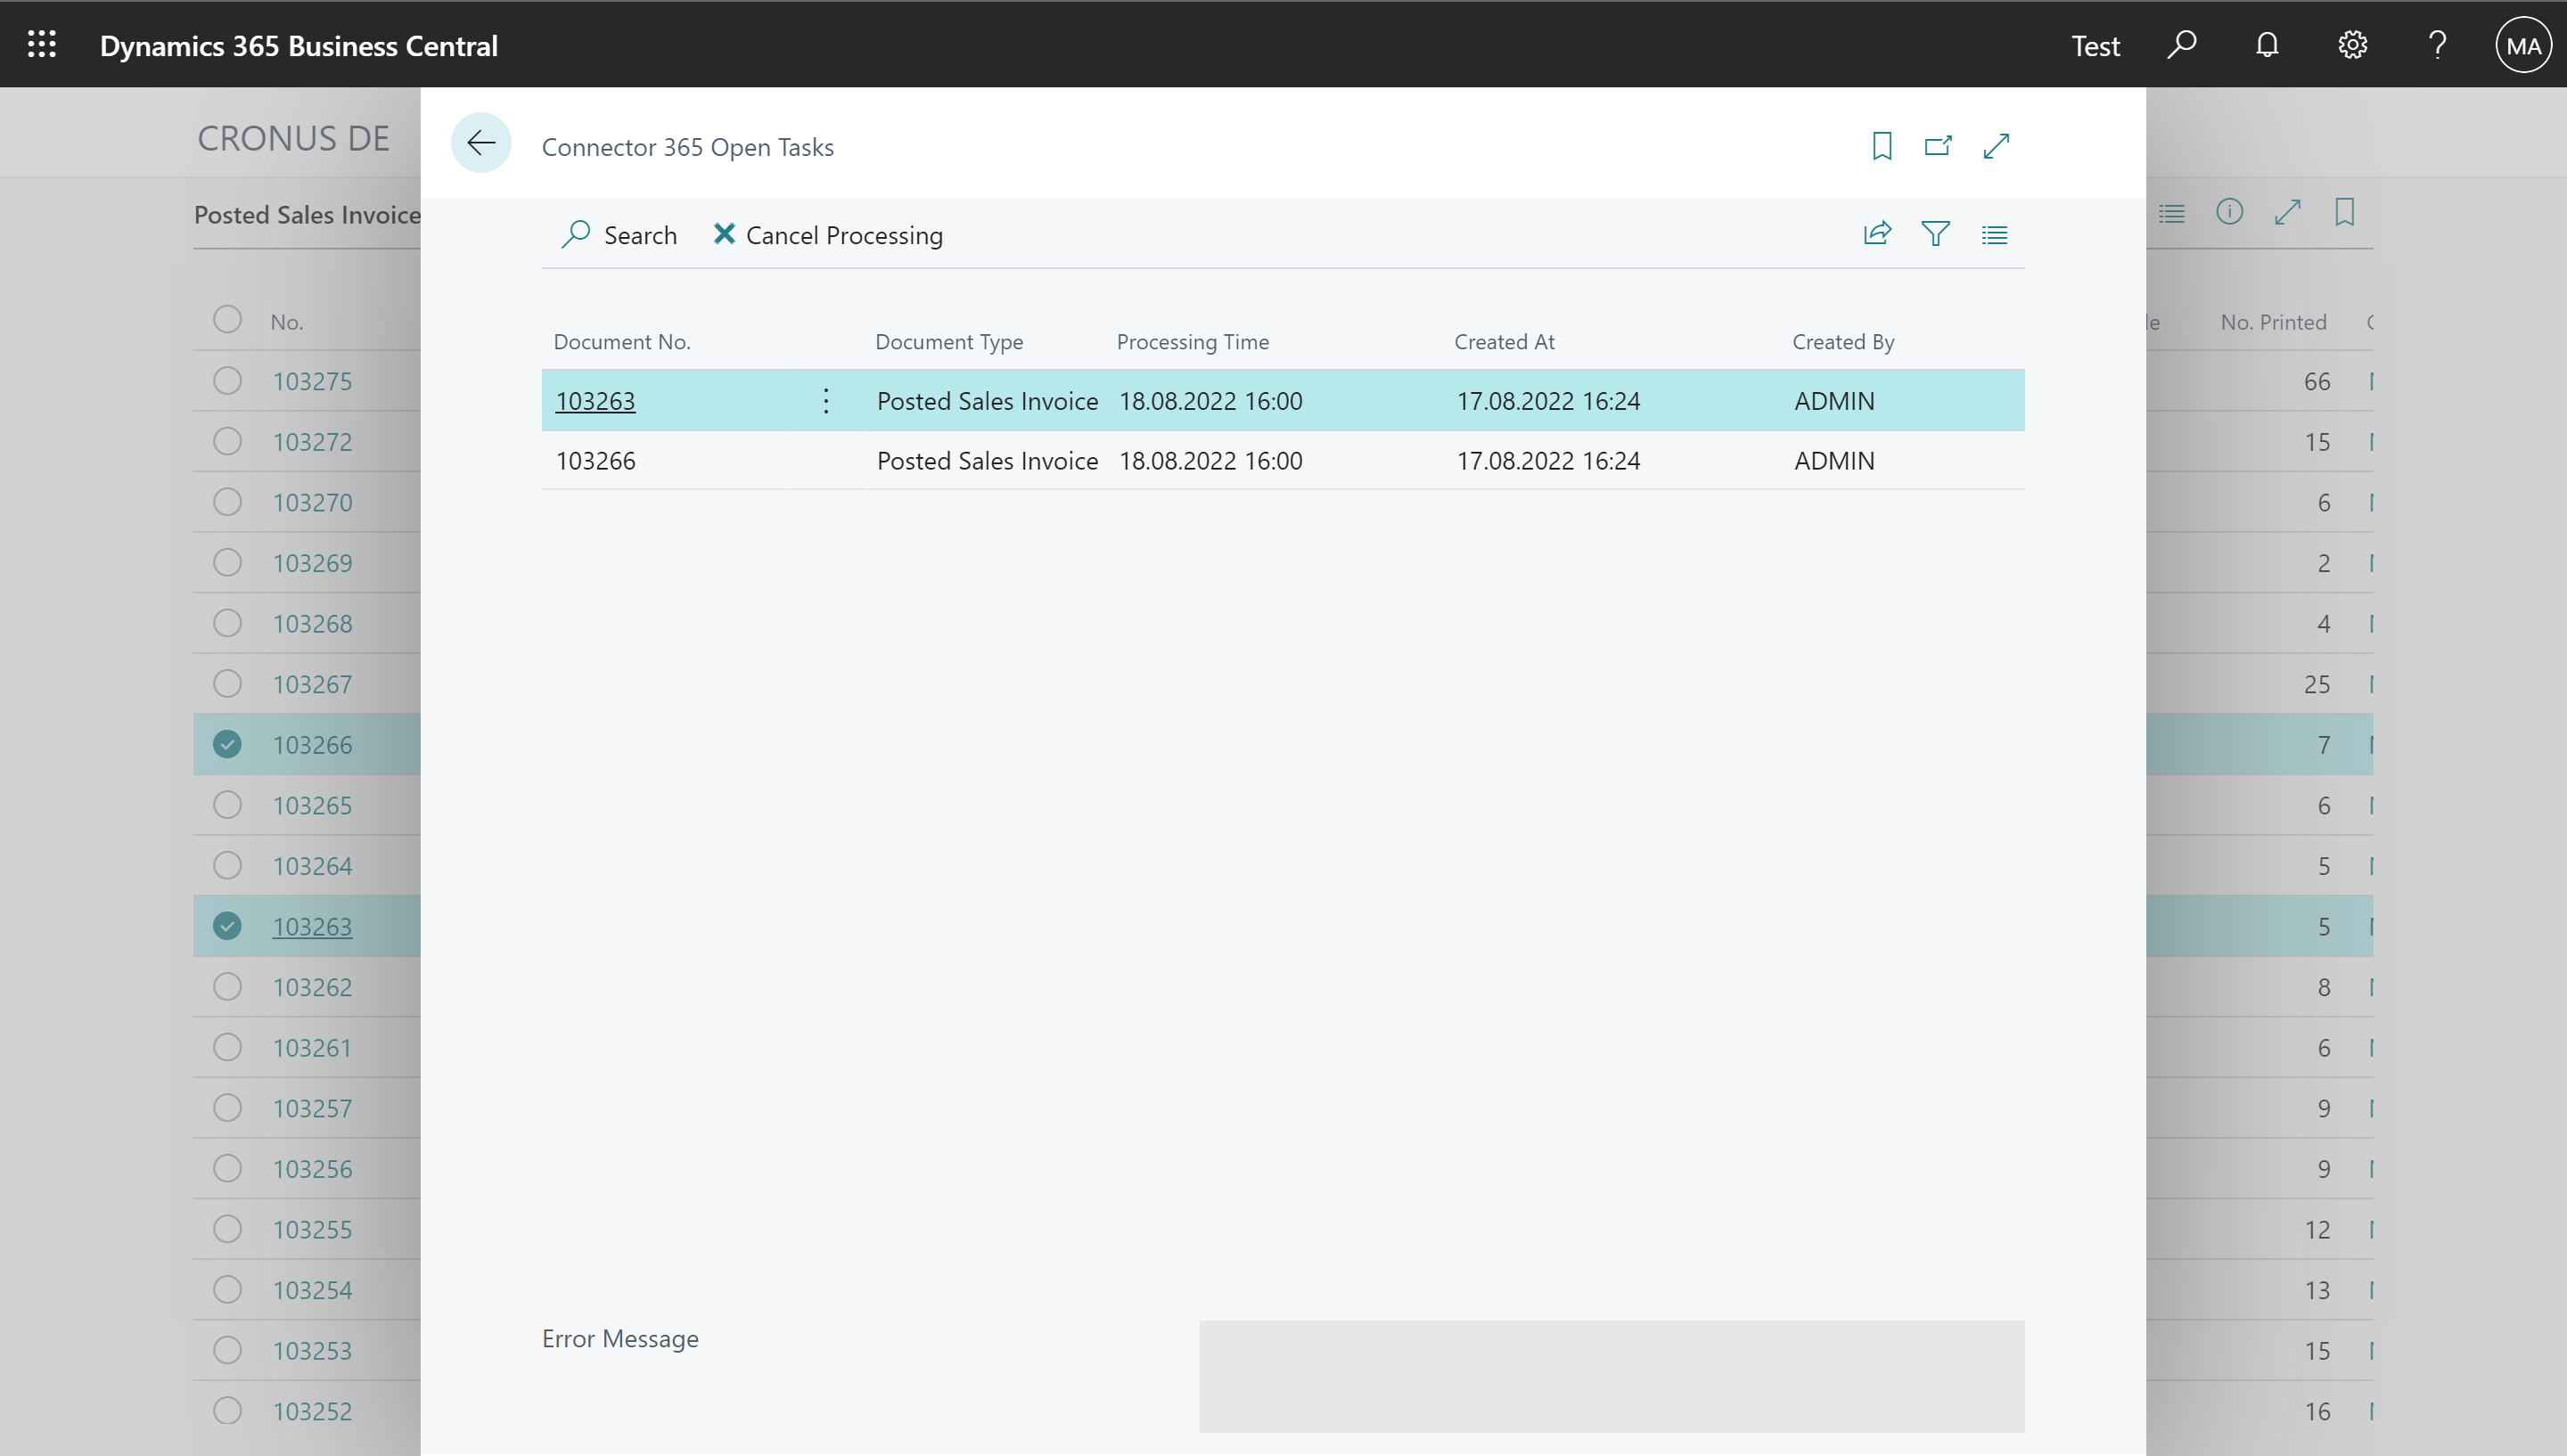 Dynamics 365 Business Central
Test
MA
CRONUS DE
Connector 365 Open Tasks
Posted Sales Invoice
Search
Cancel Processing
No.
No. Printed
Document No. Document Type Processing Time Created At Created By
103263 Posted Sales Invoice 18.08.2022 16:00 17.08.2022 16:24 ADMIN
103266 Posted Sales Invoice 18.08.2022 16:00 17.08.2022 16:24 ADMIN
103275 66
103272 15
103270 6
103269 2
103268 4
103267 25
103266 7
103265 6
103264 5
103263 5
103262 8
103261 6
103257 9
103256 9
103255 12
103254 13
103253 15
103252 16
Error Message